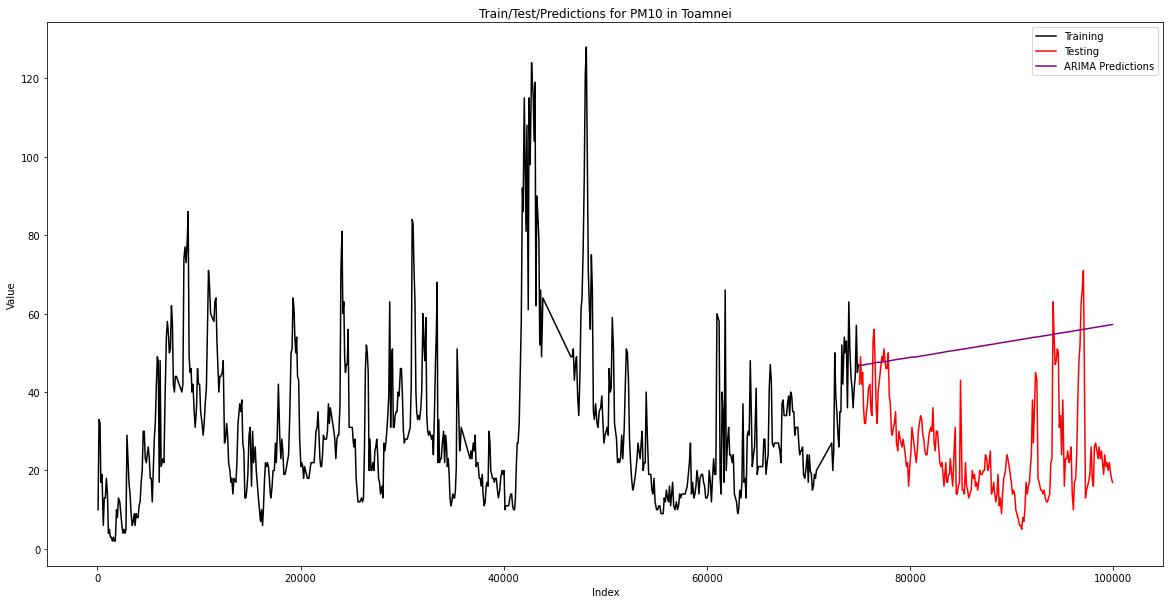 Train/Test/Predictions for PM10 in Toamnei
Training
Testing
ARIMA Predictions
Value
120
100
80
60
40
20
0
0 20000 40000 60000 80000 100000
Index